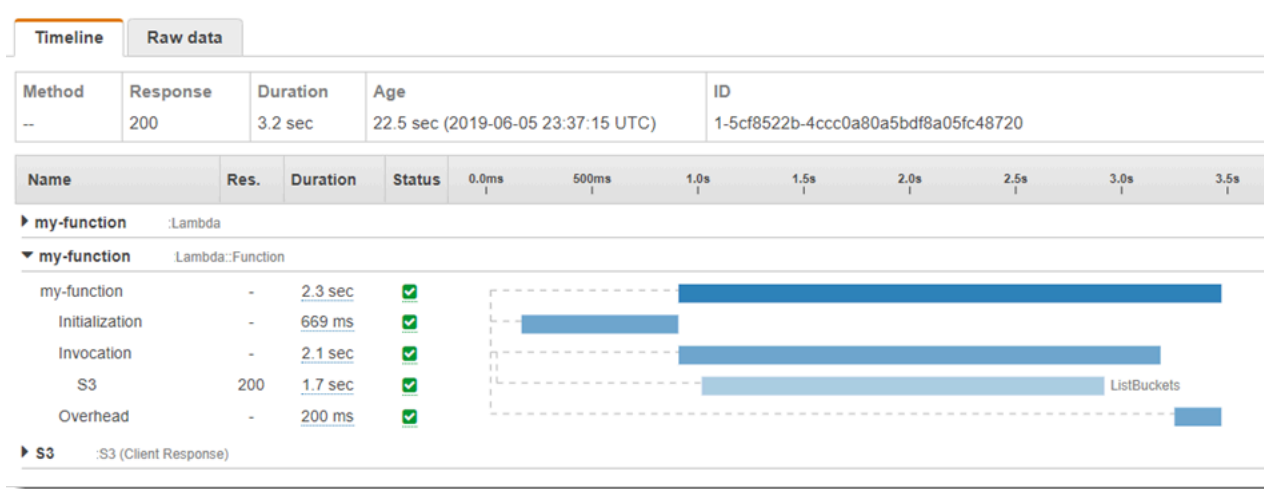 Timeline Raw data
Method Response Duration Age ID
-- 200 3.2 sec 22.5 sec (2019-06-05 23:37:15 UTC) 1-5cf8522b-4ccc0a80a5bdf8a05fc48720
Name Res. Duration Status 0.0ms 500ms 1.0s 1.5s 2.0s 2.5s 3.0s 3.5s
my-function :Lambda
my-function :Lambda::Function
my-function - 2.3 sec
Initialization - 669 ms
Invocation - 2.1 sec
S3 200 1.7 sec ListBuckets
Overhead - 200 ms
S3 :S3 (Client Response)